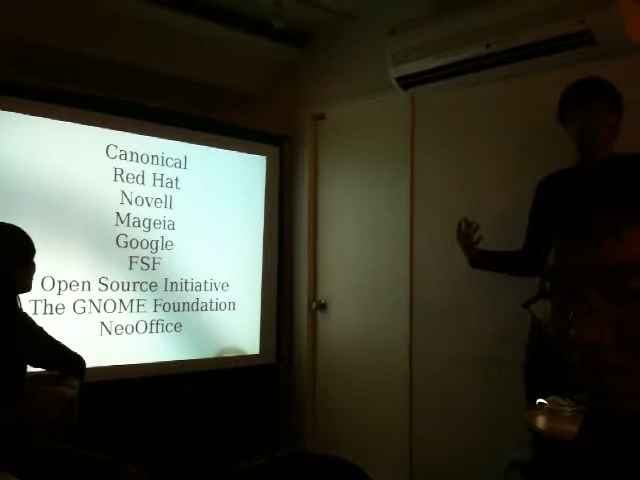 Canonical
Red Hat
Novell
Mageia
Google
FSF
Open Source Initiative
The GNOME Foundation
NeoOffice